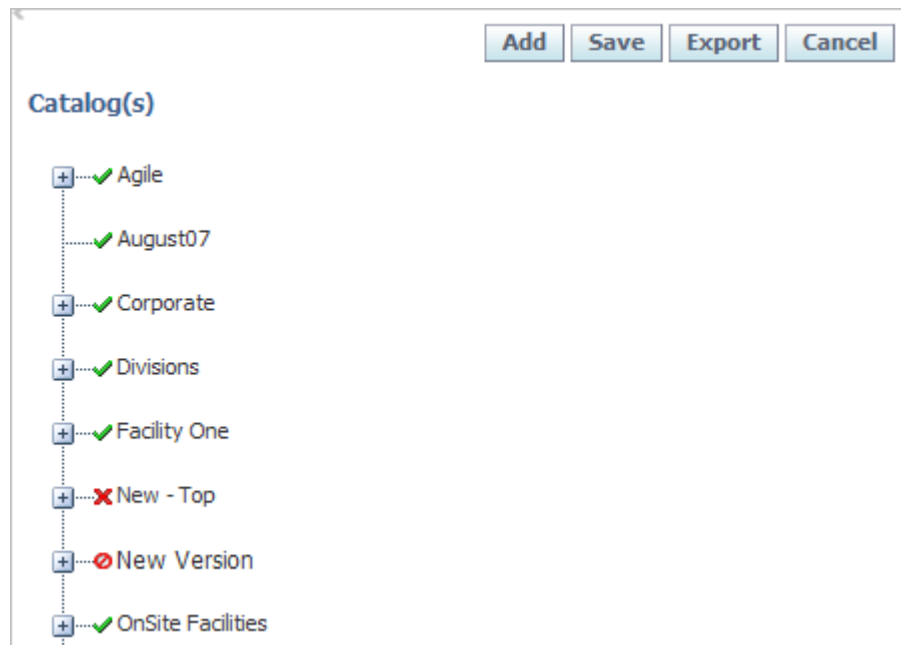 Add Save Export Cancel
Catalog(s)
Agile
August07
Corporate
Divisions
Facility One
New - Top
New Version
OnSite Facilities